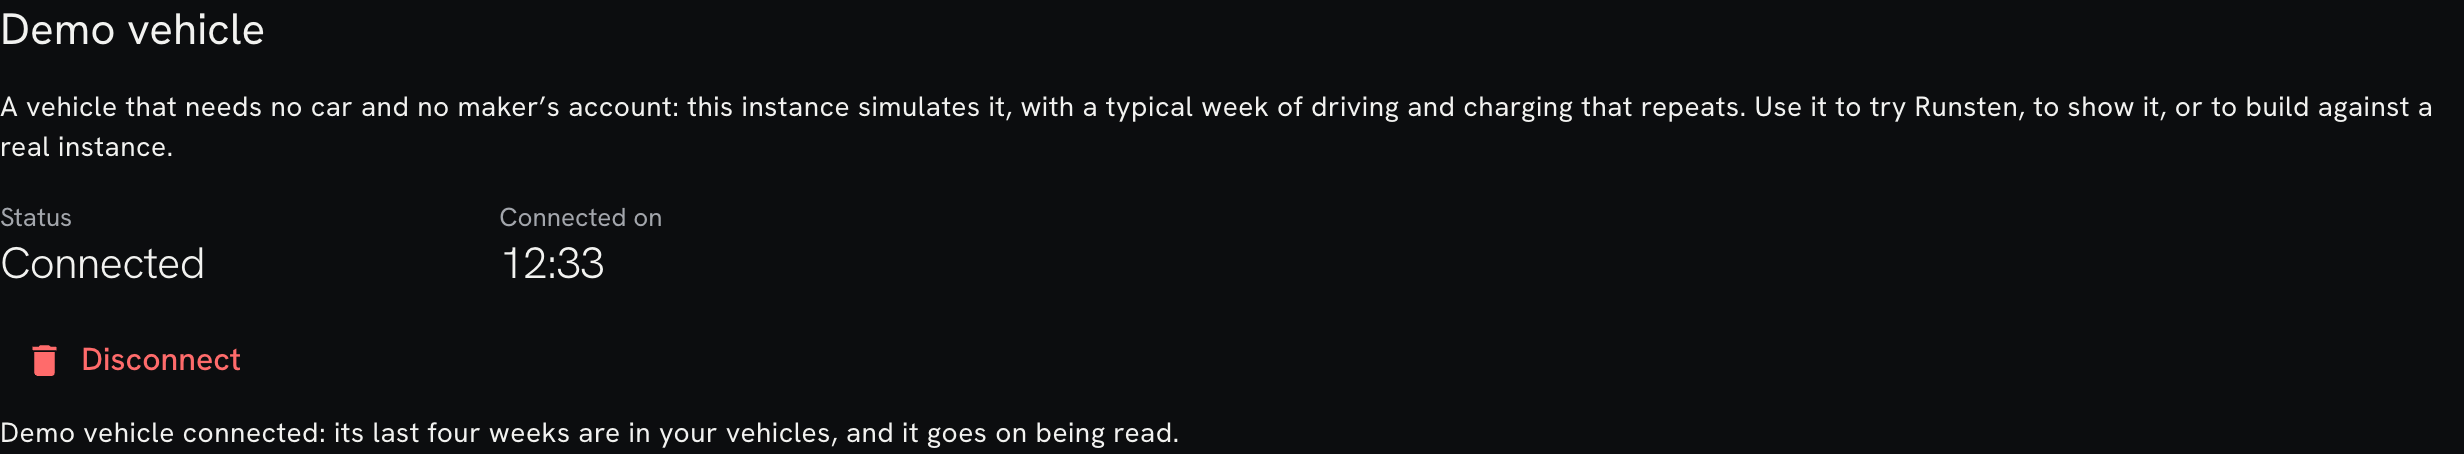 Demo vehicle
A vehicle that needs no car and no maker’s account: this instance simulates it, with a typical week of driving and charging that repeats. Use it to try Runsten, to show it, or to build against a
real instance.
Status
Connected on
Connected
12:33
Disconnect
Demo vehicle connected: its last four weeks are in your vehicles, and it goes on being read.